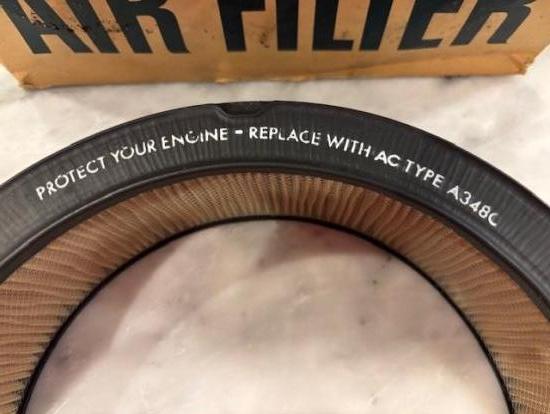 AIR FILTER
PROTECT YOUR ENGINE - REPLACE WITH AC TYPE A348C